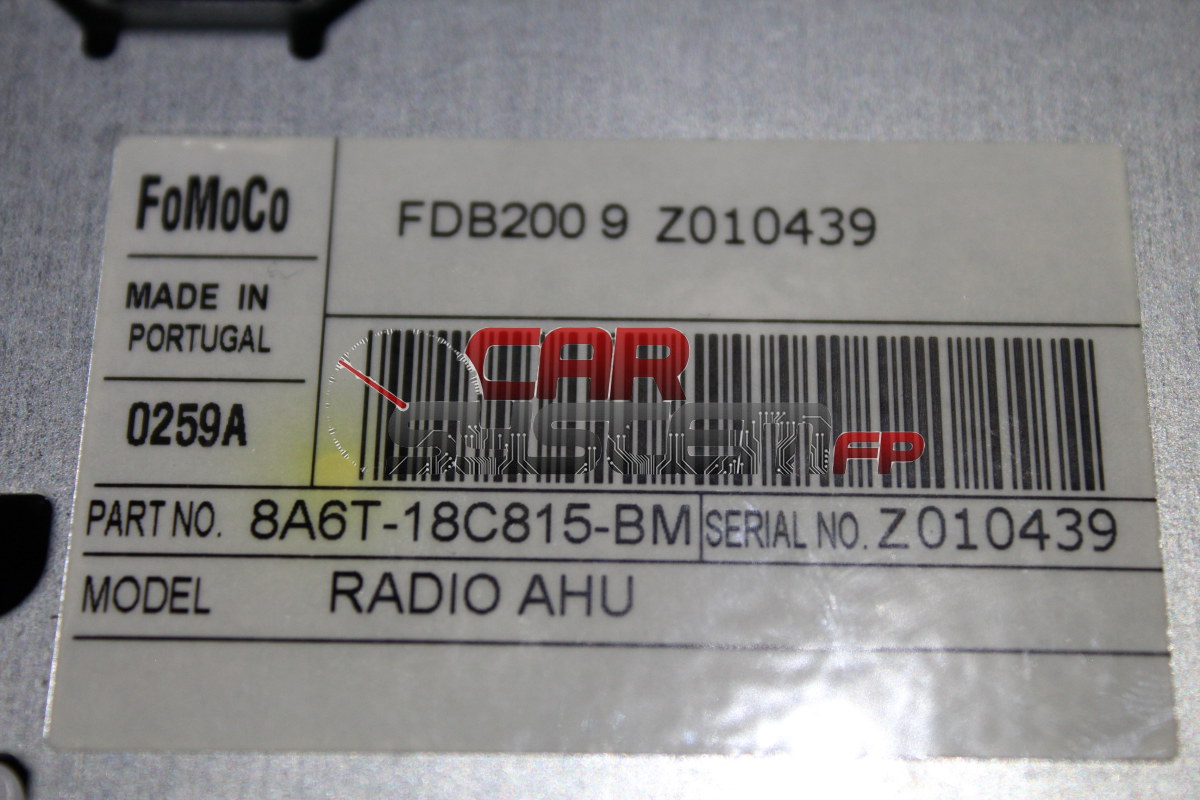 FoMoCo
FDB200 9 Z010439
MADE IN
PORTUGAL
0259A
CAR
system FP
PART NO. 8A6T-18C815-BM SERIAL NO. Z010439
MODEL RADIO AHU